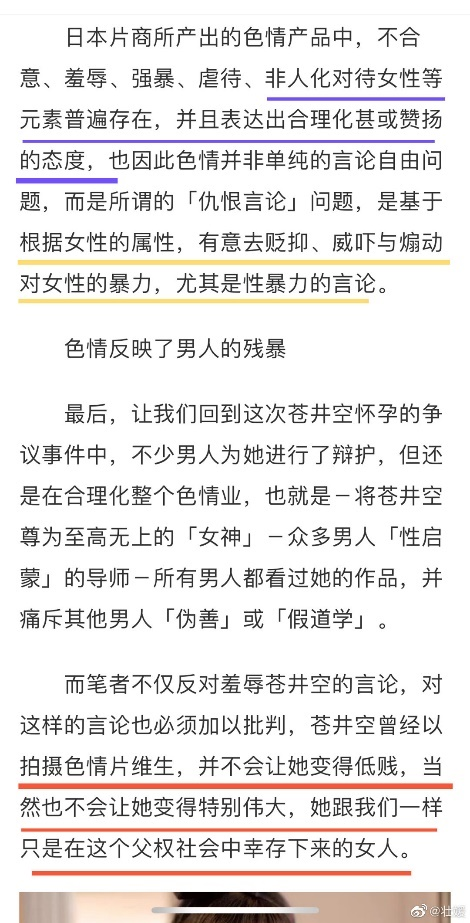 日本片商所产出的色情产品中，不合
意、羞辱、强暴、虐待、非人化对待女性等
元素普遍存在，并且表达出合理化甚或赞扬
的态度，也因此色情并非单纯的言论自由问
题，而是所谓的「仇恨言论」问题，是基于
根据女性的属性，有意去贬抑、威吓与煽动
对女性的暴力，尤其是性暴力的言论。
色情反映了男人的残暴
最后，让我们回到这次苍井空怀孕的争
议事件中，不少男人为她进行了辩护，但还
是在合理化整个色情业，也就是－将苍井空
尊为至高无上的「女神」－众多男人「性启
蒙」的导师－所有男人都看过她的作品，并
痛斥其他男人「伪善」或「假道学」。
而笔者不仅反对羞辱苍井空的言论，对
这样的言论也必须加以批判，苍井空曾经以
拍摄色情片维生，并不会让她变得低贱，当
然也不会让她变得特别伟大，她跟我们一样
只是在这个父权社会中幸存下来的女人。